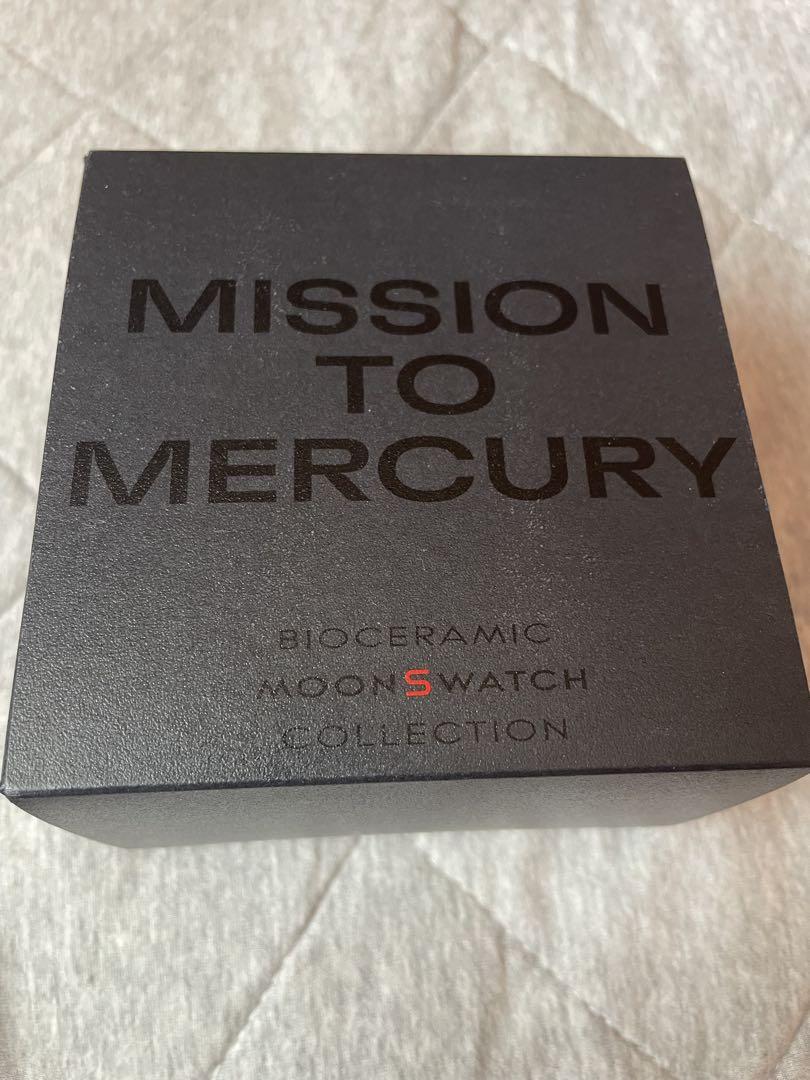 MISSION
TO
MERCURY
BIOCERAMIC
MOONSWATCH
COLLECTION